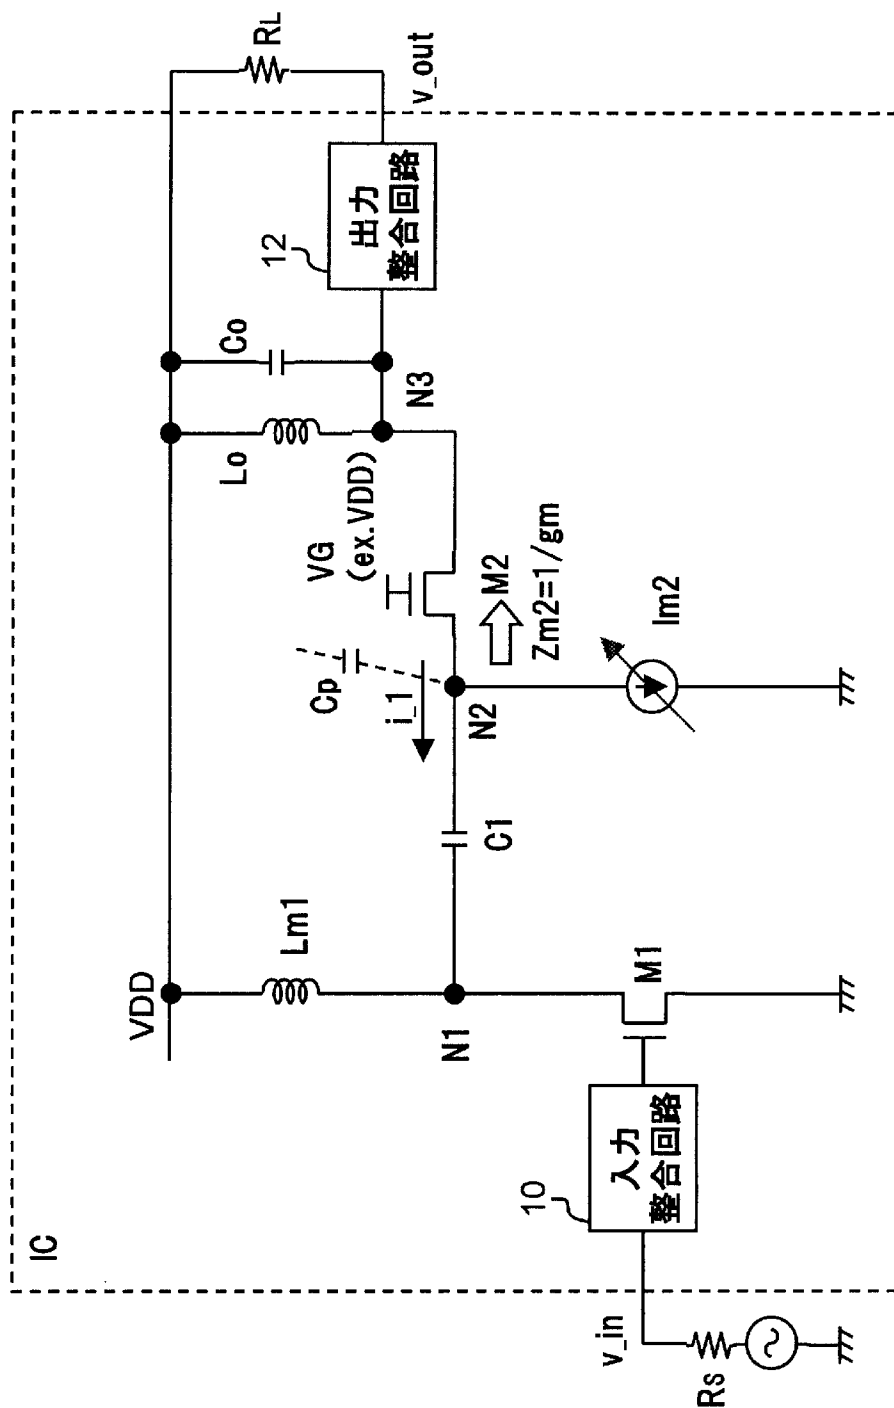 IC
VDD
Lm1
Lo
Co
RL
v_out
12
出力
整合回路
N3
VG
(ex.VDD)
Cp
i_1
M2
Zm2=1/gm
N1
C1
N2
Im2
M1
10
入力
整合回路
v_in
Rs